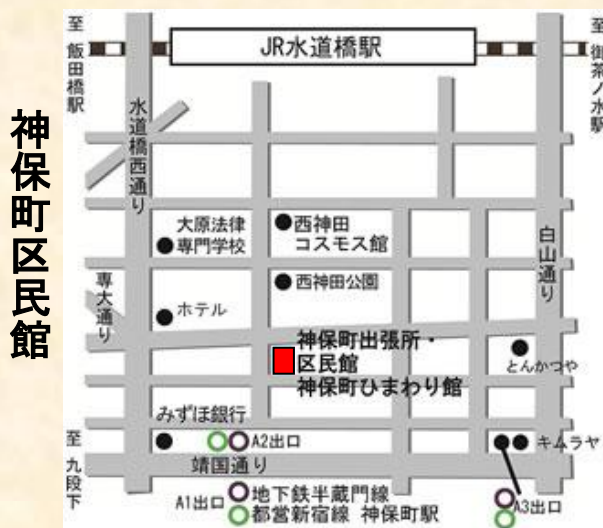 神保町区民館
至 飯田橋駅
JR水道橋駅
至 御茶ノ水駅
水道橋西通り
大原法律
専門学校
西神田
コスモス館
白山通り
専大通り
西神田公園
ホテル
神保町出張所・
区民館
神保町ひまわり館
とんかつや
みずほ銀行
A2出口
キムラヤ
至 九段下
靖国通り
A1出口
地下鉄半蔵門線
都営新宿線 神保町駅
A3出口